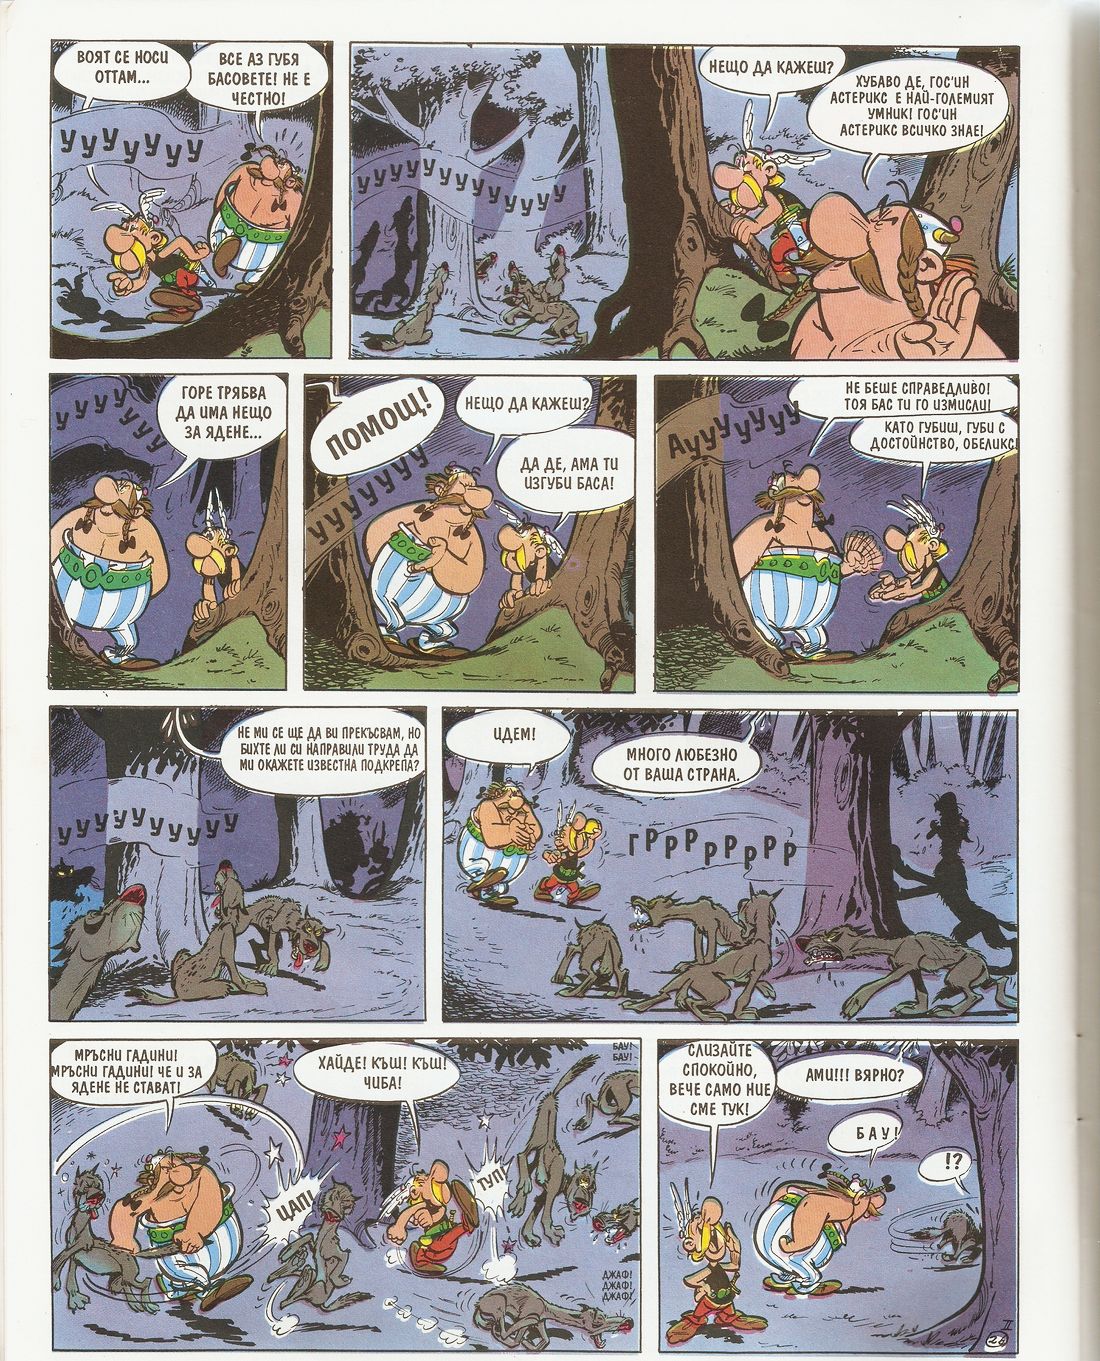 ВОЯТ СЕ НОСИ
ОТТАМ...
ВСЕ АЗ ГУБЯ
БАСОВЕТЕ! НЕ Е
ЧЕСТНО!
УУУУУУУ
НЕЩО ДА КАЖЕШ?
ХУБАВО ДЕ, ГОС'ИН
АСТЕРИКС Е НАЙ-ГОЛЕМИЯТ
УМНИК! ГОС'ИН
АСТЕРИКС ВСИЧКО ЗНАЕ!
УУУУУУУУУУУУУ
ГОРЕ ТРЯБВА
ДА ИМА НЕЩО
ЗА ЯДЕНЕ...
УУУУУУУ
ПОМОЩ!
НЕЩО ДА КАЖЕШ?
ДА ДЕ, АМА ТИ
ИЗГУБИ БАСА!
УУУУУУУУ
НЕ БЕШЕ СПРАВЕДЛИВО!
ТОЯ БАС ТИ ГО ИЗМИСЛИ!
КАТО ГУБИШ, ГУБИ С
ДОСТОЙНСТВО, ОБЕЛИКС!
АУУУУУУУ
НЕ МИ СЕ ЩЕ ДА ВИ ПРЕКЪСВАМ, НО
БИХТЕ ЛИ СИ НАПРАВИЛИ ТРУДА ДА
МИ ОКАЖЕТЕ ИЗВЕСТНА ПОДКРЕПА?
УУУУУУУУУУ
ИДЕМ!
МНОГО ЛЮБЕЗНО
ОТ ВАША СТРАНА.
ГРРРРРРРР
МРЪСНИ ГАДИНИ!
МРЪСНИ ГАДИНИ! ЧЕ И ЗА
ЯДЕНЕ НЕ СТАВАТ!
ХАЙДЕ! КЪШ! КЪШ!
ЧИБА!
БАУ!
БАУ!
ЦАП!
ТУП!
ДЖАФ!
ДЖАФ!
ДЖАФ!
СЛИЗАЙТЕ
СПОКОЙНО,
ВЕЧЕ САМО НИЕ
СМЕ ТУК!
АМИ!!! ВЯРНО?
БАУ!
!?
II
24